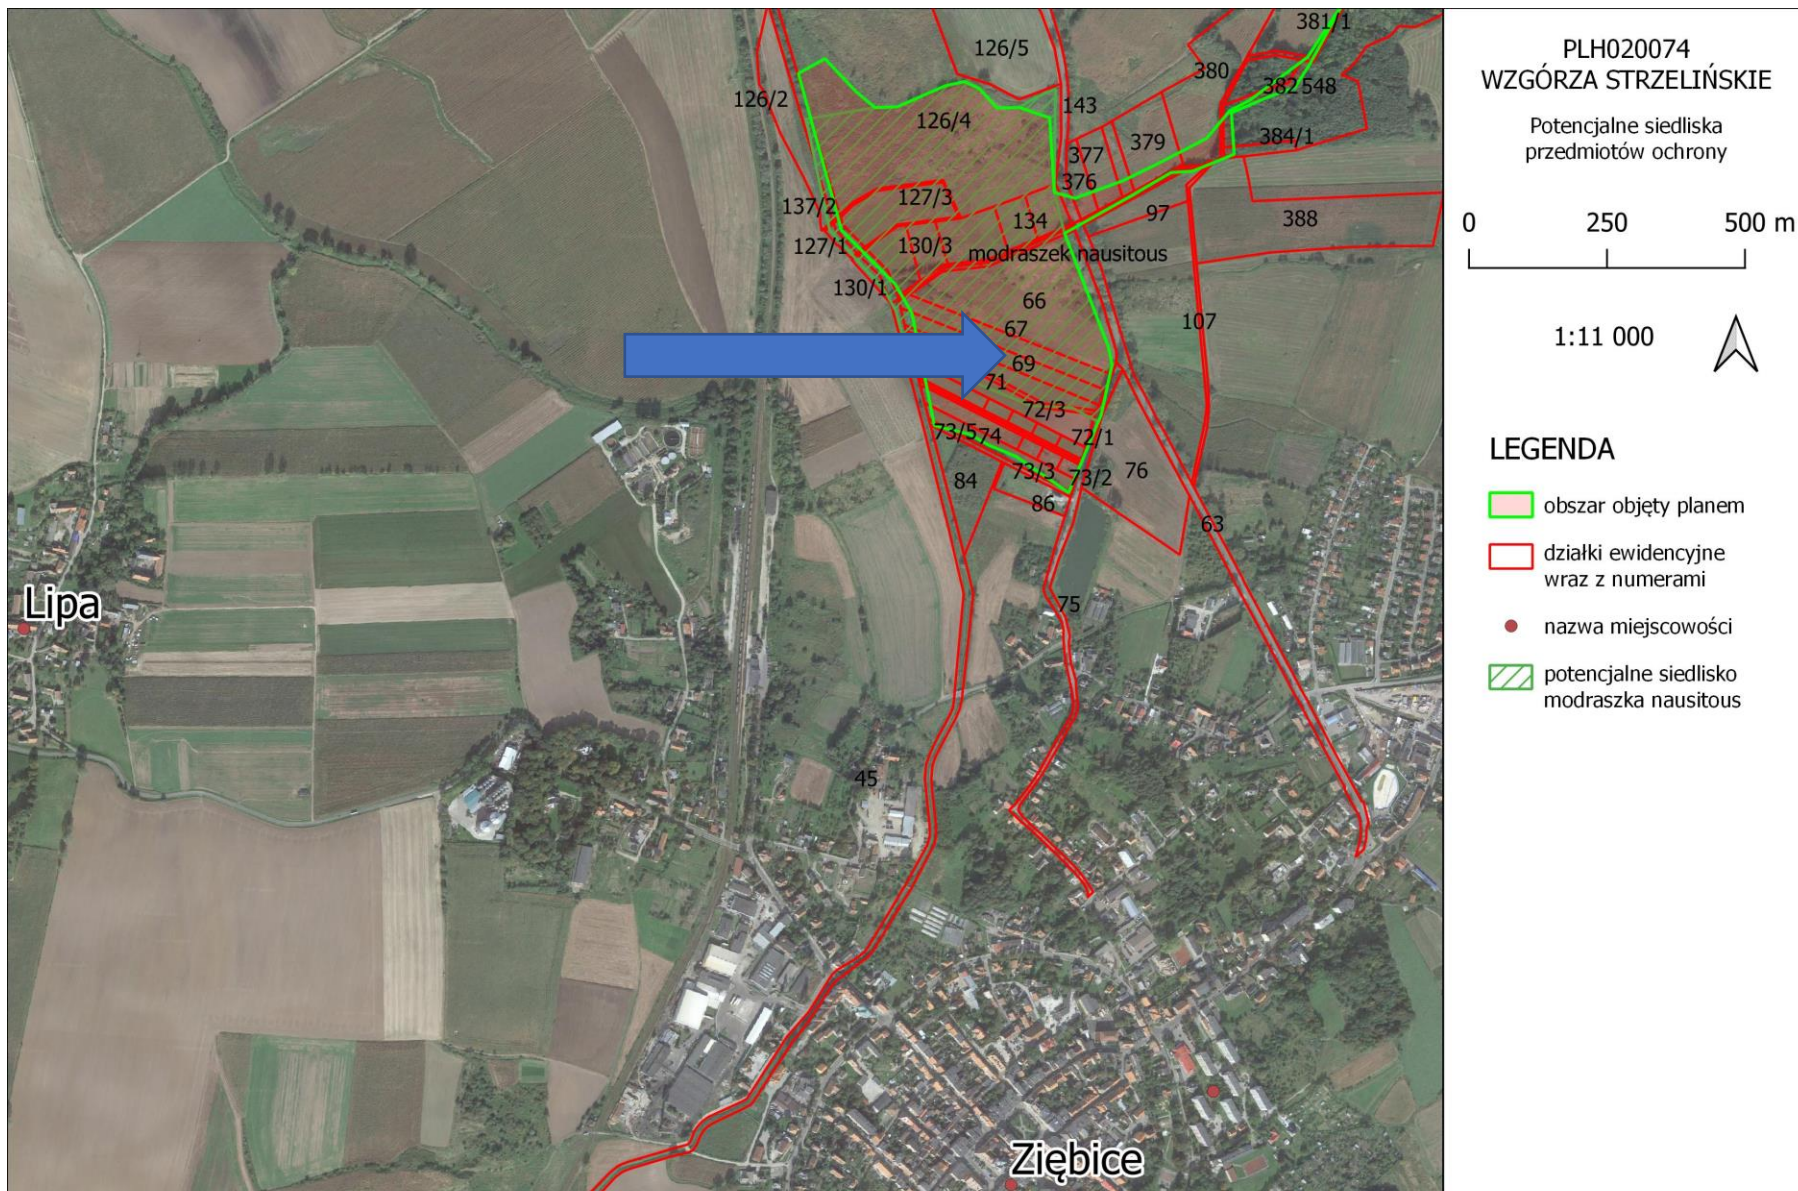 126/5
381/1
380
126/2
143
382
548
126/4
384/1
377
379
376
127/3
137/2
134
97
388
127/1
130/3
modraszek nausitous
130/1
66
107
67
69
71
72/3
73/5
74
72/1
84
73/3
73/2
76
86
63
75
Lipa
45
Ziębice
PLH020074
WZGÓRZA STRZELIŃSKIE
Potencjalne siedliska
przedmiotów ochrony
0 250 500 m
1:11 000
LEGENDA
obszar objęty planem
działki ewidencyjne
wraz z numerami
nazwa miejscowości
potencjalne siedlisko
modraszka nausitous